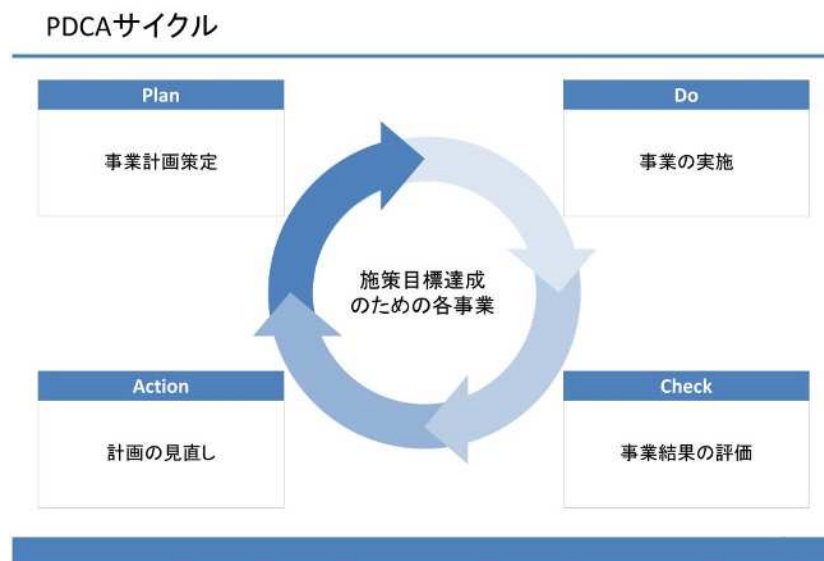 PDCAサイクル
Plan
事業計画策定
Do
事業の実施
施策目標達成
のための各事業
Action
計画の見直し
Check
事業結果の評価